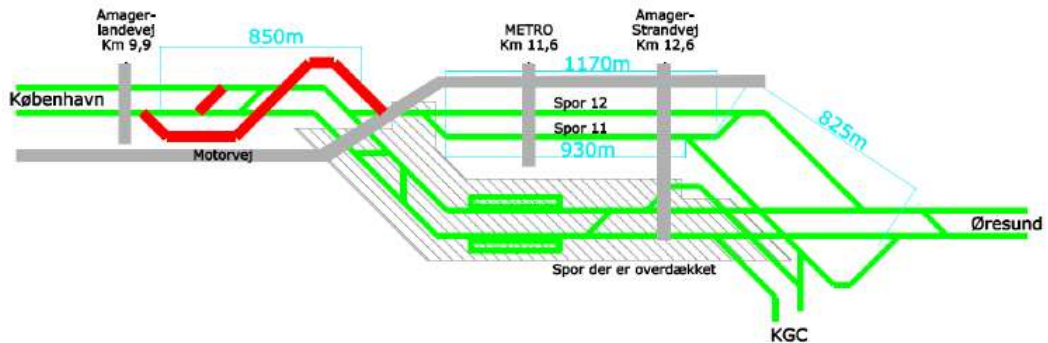 Amager-
landevej
Km 9,9
850m
METRO
Km 11,6
Amager-
Strandvej
Km 12,6
1170m
København
Spor 12
Spor 11
825m
Motorvej
930m
Øresund
Spor der er overdækket
KGC